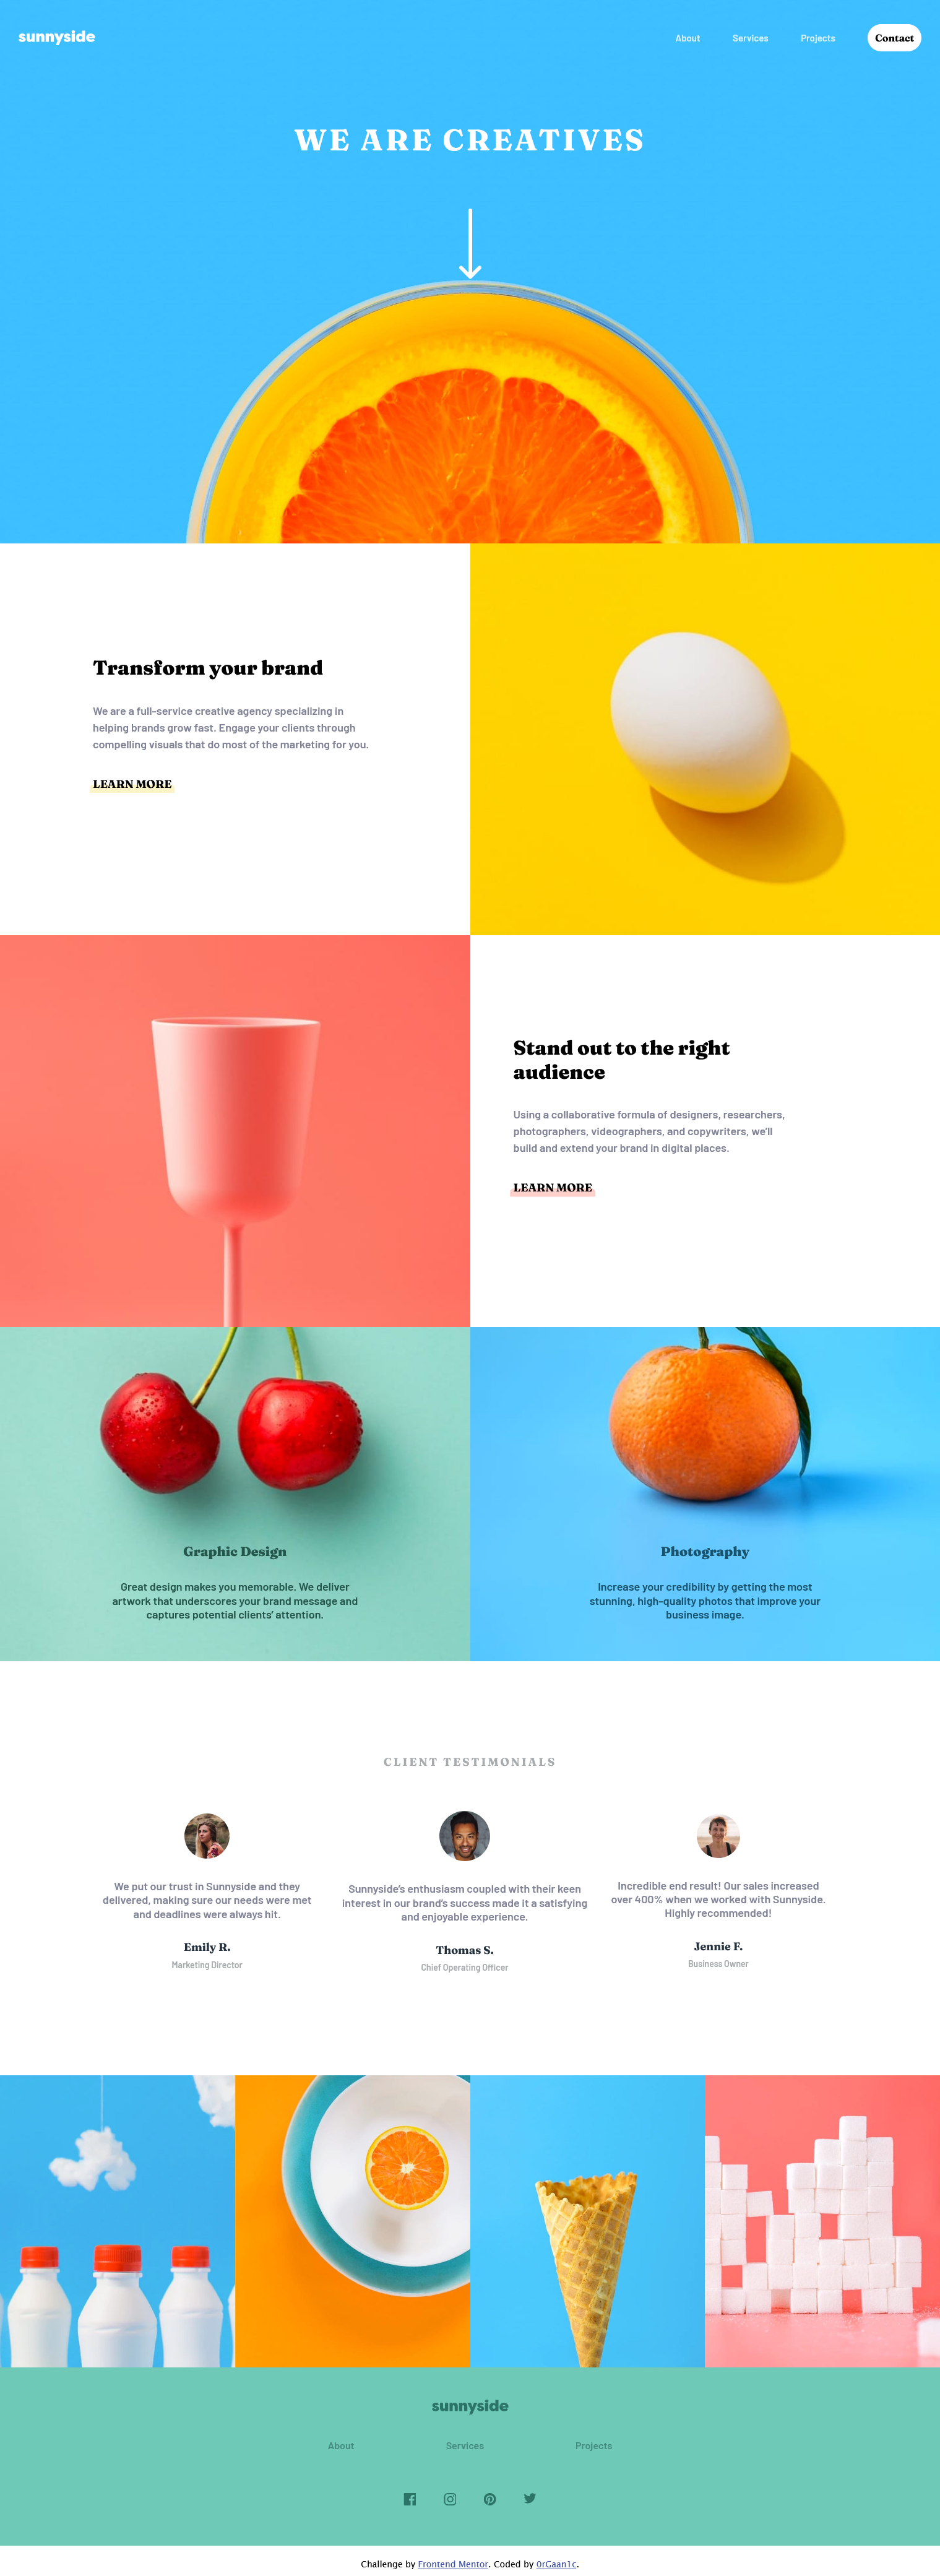 sunnyside
About Services Projects Contact
WE ARE CREATIVES
Transform your brand
We are a full-service creative agency specializing in
helping brands grow fast. Engage your clients through
compelling visuals that do most of the marketing for you.
LEARN MORE
Stand out to the right
audience
Using a collaborative formula of designers, researchers,
photographers, videographers, and copywriters, we’ll
build and extend your brand in digital places.
LEARN MORE
Graphic Design
Great design makes you memorable. We deliver
artwork that underscores your brand message and
captures potential clients’ attention.
Photography
Increase your credibility by getting the most
stunning, high-quality photos that improve your
business image.
CLIENT TESTIMONIALS
We put our trust in Sunnyside and they
delivered, making sure our needs were met
and deadlines were always hit.
Emily R.
Marketing Director
Sunnyside’s enthusiasm coupled with their keen
interest in our brand’s success made it a satisfying
and enjoyable experience.
Thomas S.
Chief Operating Officer
Incredible end result! Our sales increased
over 400% when we worked with Sunnyside.
Highly recommended!
Jennie F.
Business Owner
sunnyside
About Services Projects
Challenge by Frontend Mentor. Coded by 0rGaan1c.